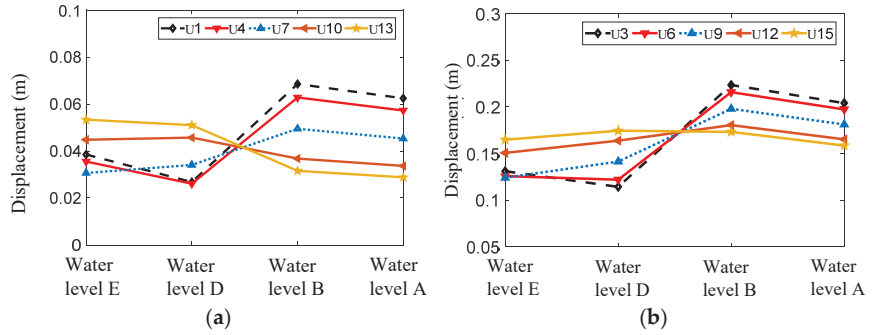 0.1
U1 U4 U7 U10 U13
0.08
0.06
0.04
0.02
0
Displacement (m)
Water level E
Water level D
Water level B
Water level A
(a)
0.3
U3 U6 U9 U12 U15
0.25
0.2
0.15
0.1
0.05
Displacement (m)
Water level E
Water level D
Water level B
Water level A
(b)